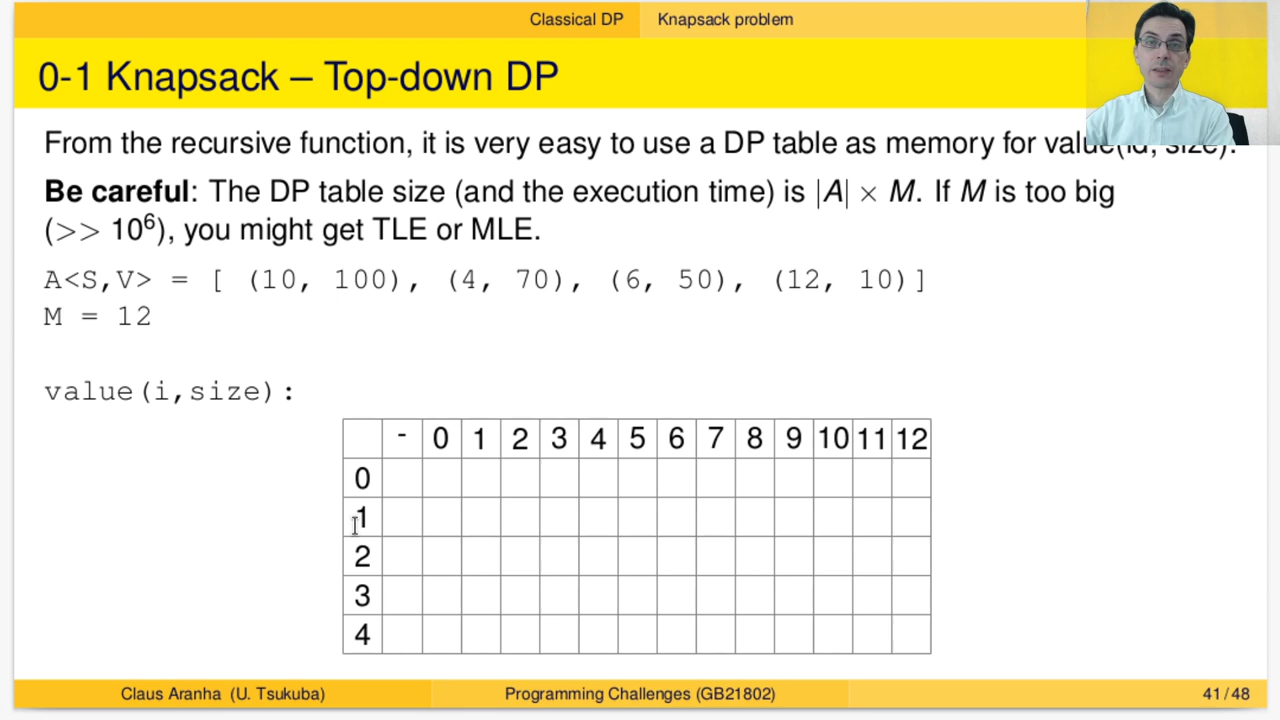 Classical DP Knapsack problem
0-1 Knapsack – Top-down DP
From the recursive function, it is very easy to use a DP table as memory for value(id, size).
Be careful: The DP table size (and the execution time) is |A| × M. If M is too big
(>> 10⁶), you might get TLE or MLE.
A<S,V> = [ (10, 100), (4, 70), (6, 50), (12, 10)]
M = 12
value(i,size):
- 0 1 2 3 4 5 6 7 8 9 10 11 12
0
1
2
3
4
Claus Aranha (U. Tsukuba) Programming Challenges (GB21802) 41 / 48